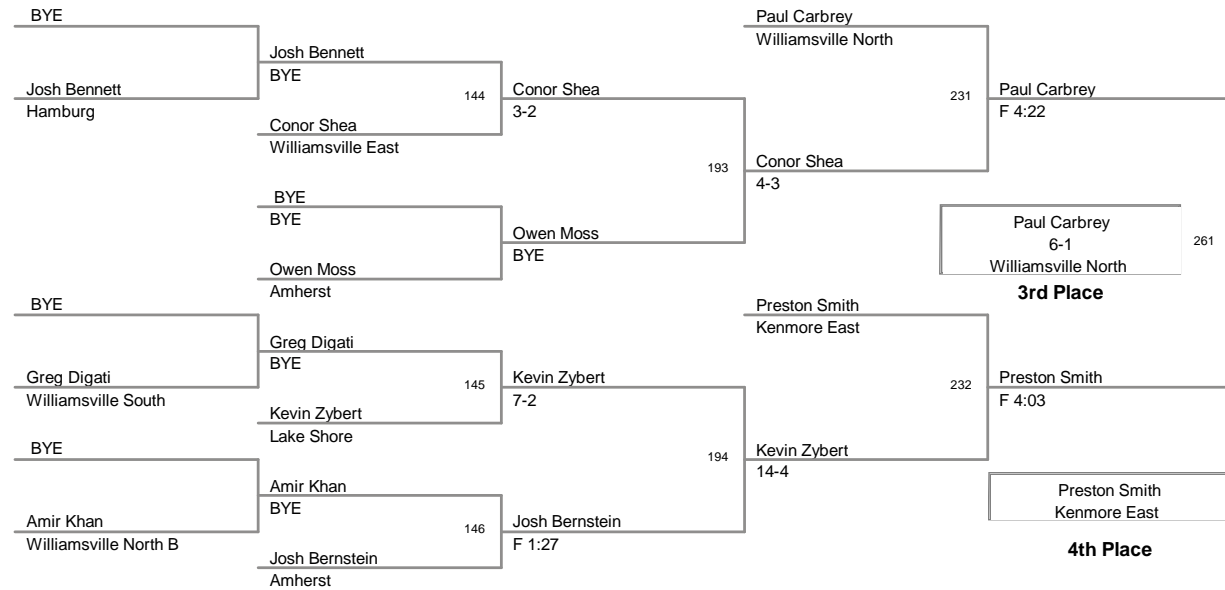 BYE
Josh Bennett
Hamburg
Josh Bennett
BYE
144
Conor Shea
Williamsville East
Conor Shea
3-2
BYE
BYE
Owen Moss
Amherst
Owen Moss
BYE
193
Conor Shea
4-3
Paul Carbrey
Williamsville North
231
Paul Carbrey
F 4:22
Paul Carbrey
6-1
Williamsville North
261
3rd Place
BYE
Greg Digati
Williamsville South
Greg Digati
BYE
145
Kevin Zybert
Lake Shore
Kevin Zybert
7-2
BYE
Amir Khan
Williamsville North B
Amir Khan
BYE
146
Josh Bernstein
Amherst
Josh Bernstein
F 1:27
194
Kevin Zybert
14-4
Preston Smith
Kenmore East
232
Preston Smith
F 4:03
Preston Smith
Kenmore East
4th Place